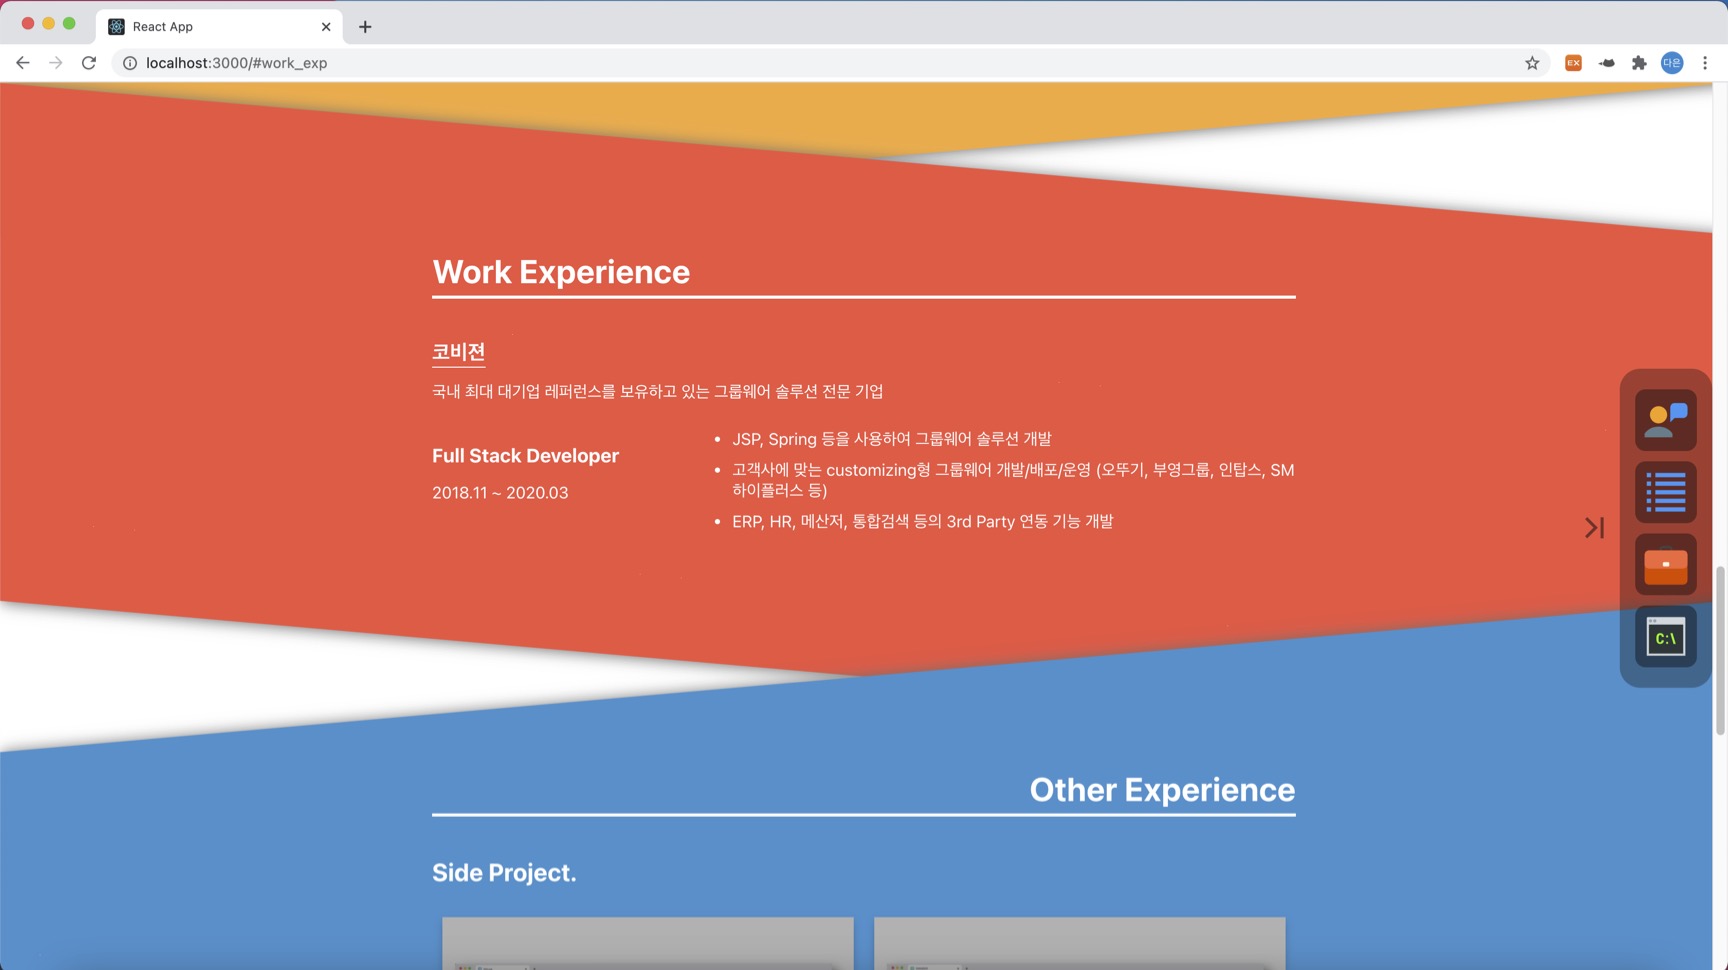 React App
localhost:3000/#work_exp
EX
다은
Work Experience
코비젼
국내 최대 대기업 레퍼런스를 보유하고 있는 그룹웨어 솔루션 전문 기업
Full Stack Developer
2018.11 ~ 2020.03
• JSP, Spring 등을 사용하여 그룹웨어 솔루션 개발
• 고객사에 맞는 customizing형 그룹웨어 개발/배포/운영 (오뚜기, 부영그룹, 인탑스, SM
하이플러스 등)
• ERP, HR, 메산저, 통합검색 등의 3rd Party 연동 기능 개발
C:\
Other Experience
Side Project.